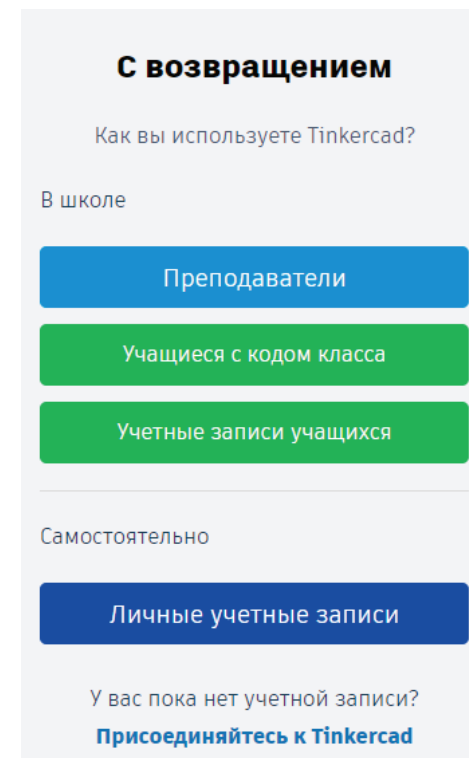 С возвращением
Как вы используете Tinkercad?
В школе
Преподаватели
Учащиеся с кодом класса
Учетные записи учащихся
Самостоятельно
Личные учетные записи
У вас пока нет учетной записи?
Присоединяйтесь к Tinkercad